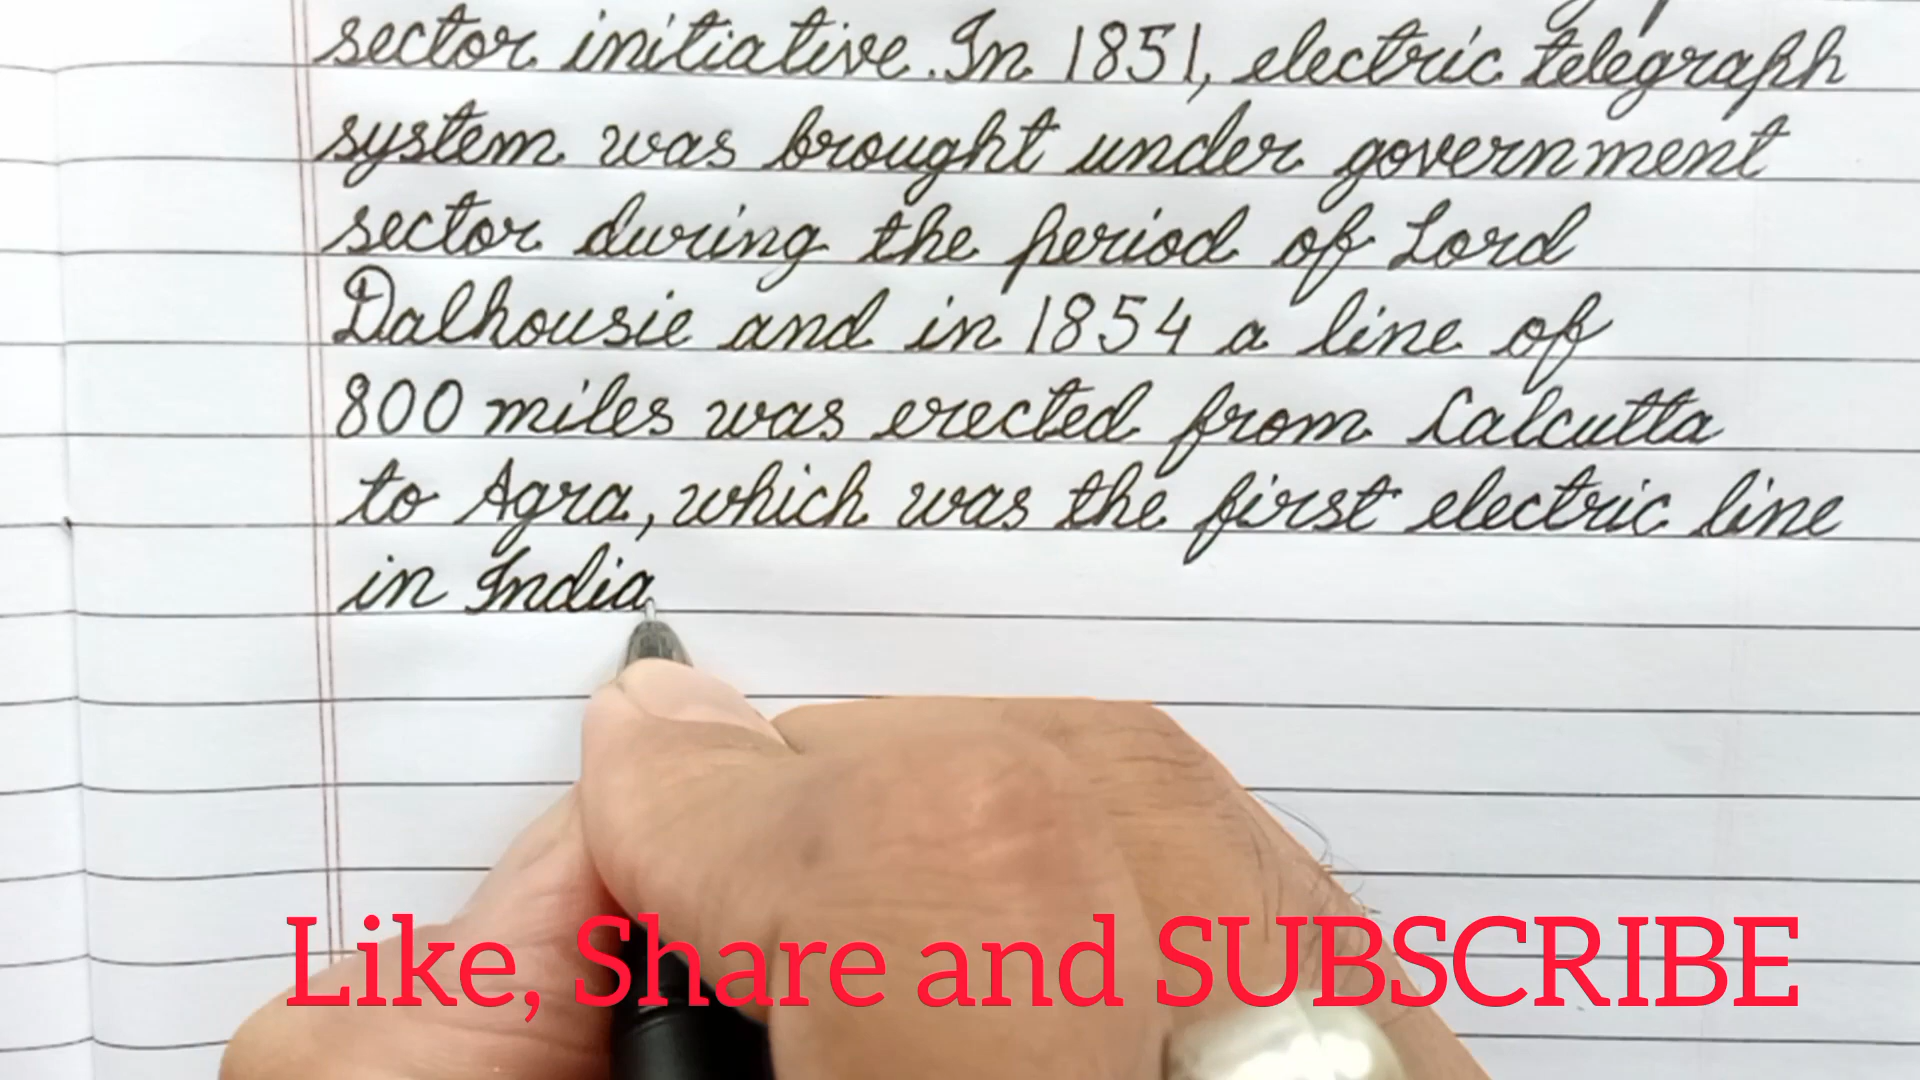 sector initiative. In 1851, electric telegraph
system was brought under government
sector during the period of Lord
Dalhousie and in 1854 a line of
800 miles was erected from Calcutta
to Agra, which was the first electric line
in India
Like, Share and SUBSCRIBE